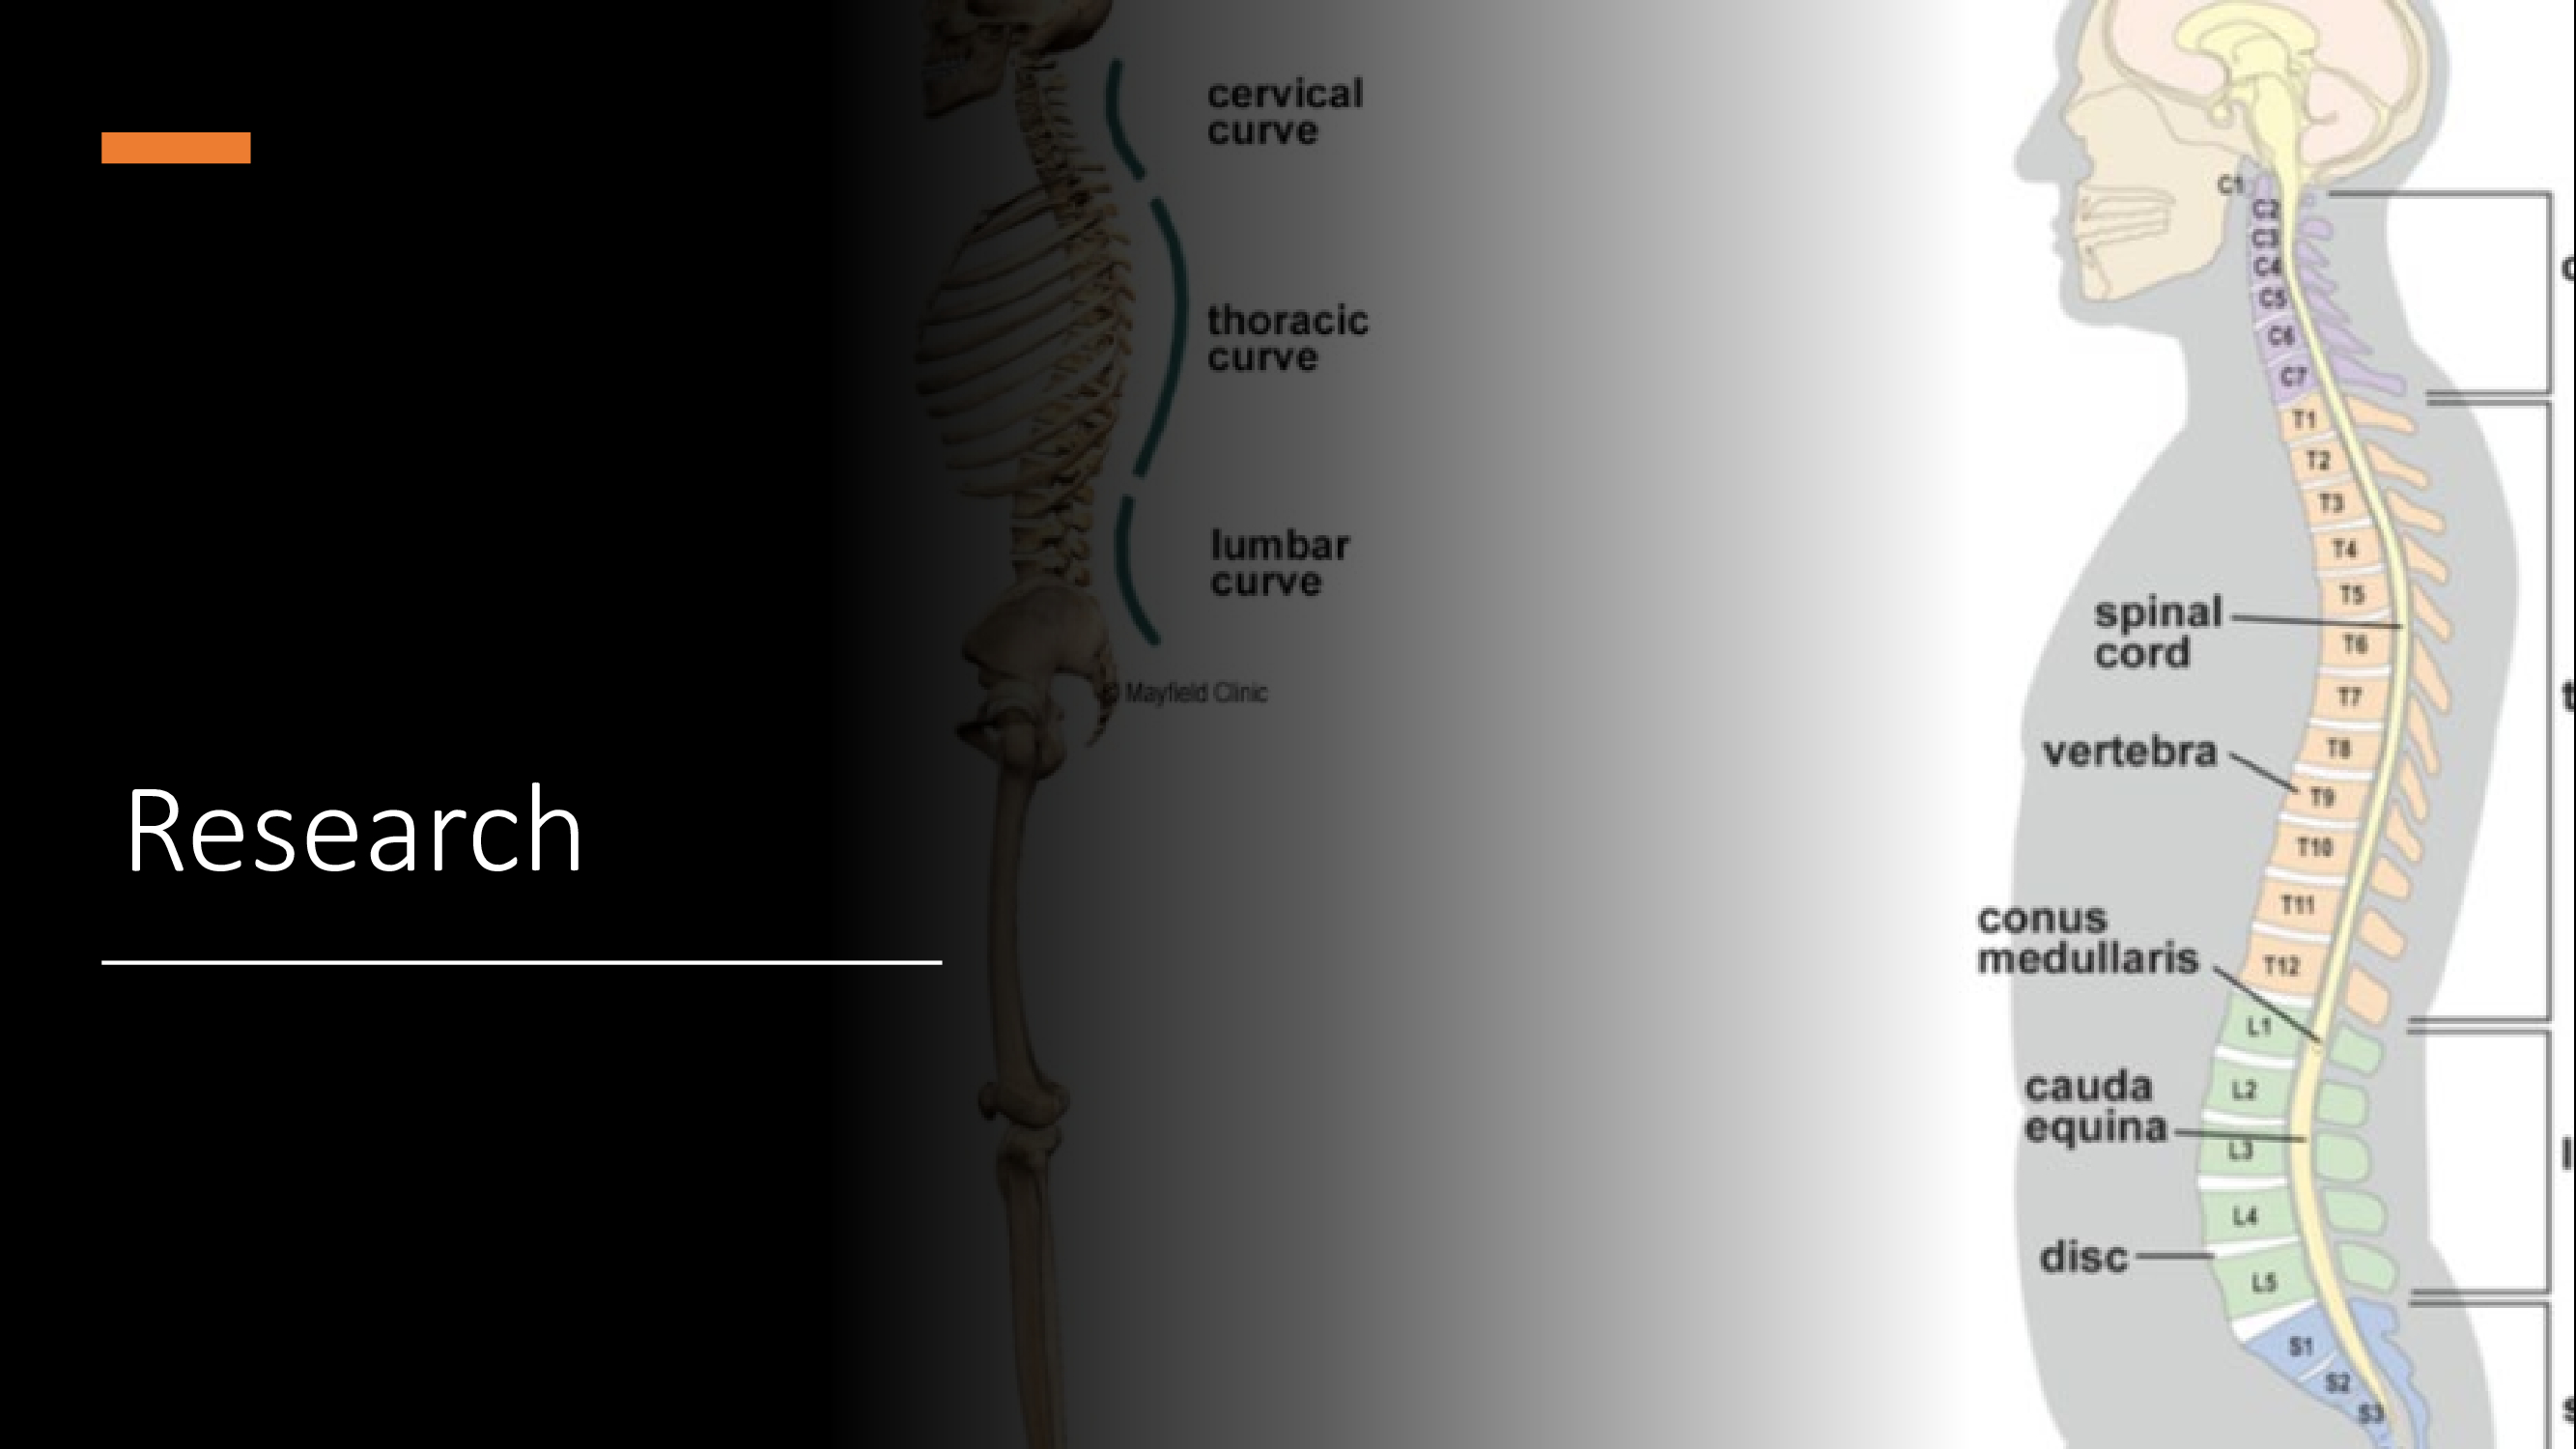 Research
cervical
curve
thoracic
curve
lumbar
curve
© Mayfield Clinic
C1
C2
C3
C4
C5
C6
C7
T1
T2
T3
T4
T5
spinal
cord
T6
T7
vertebra
T8
T9
T10
T11
conus
medullaris
T12
L1
L2
cauda
equina
L3
L4
disc
L5
S1
S2
S3